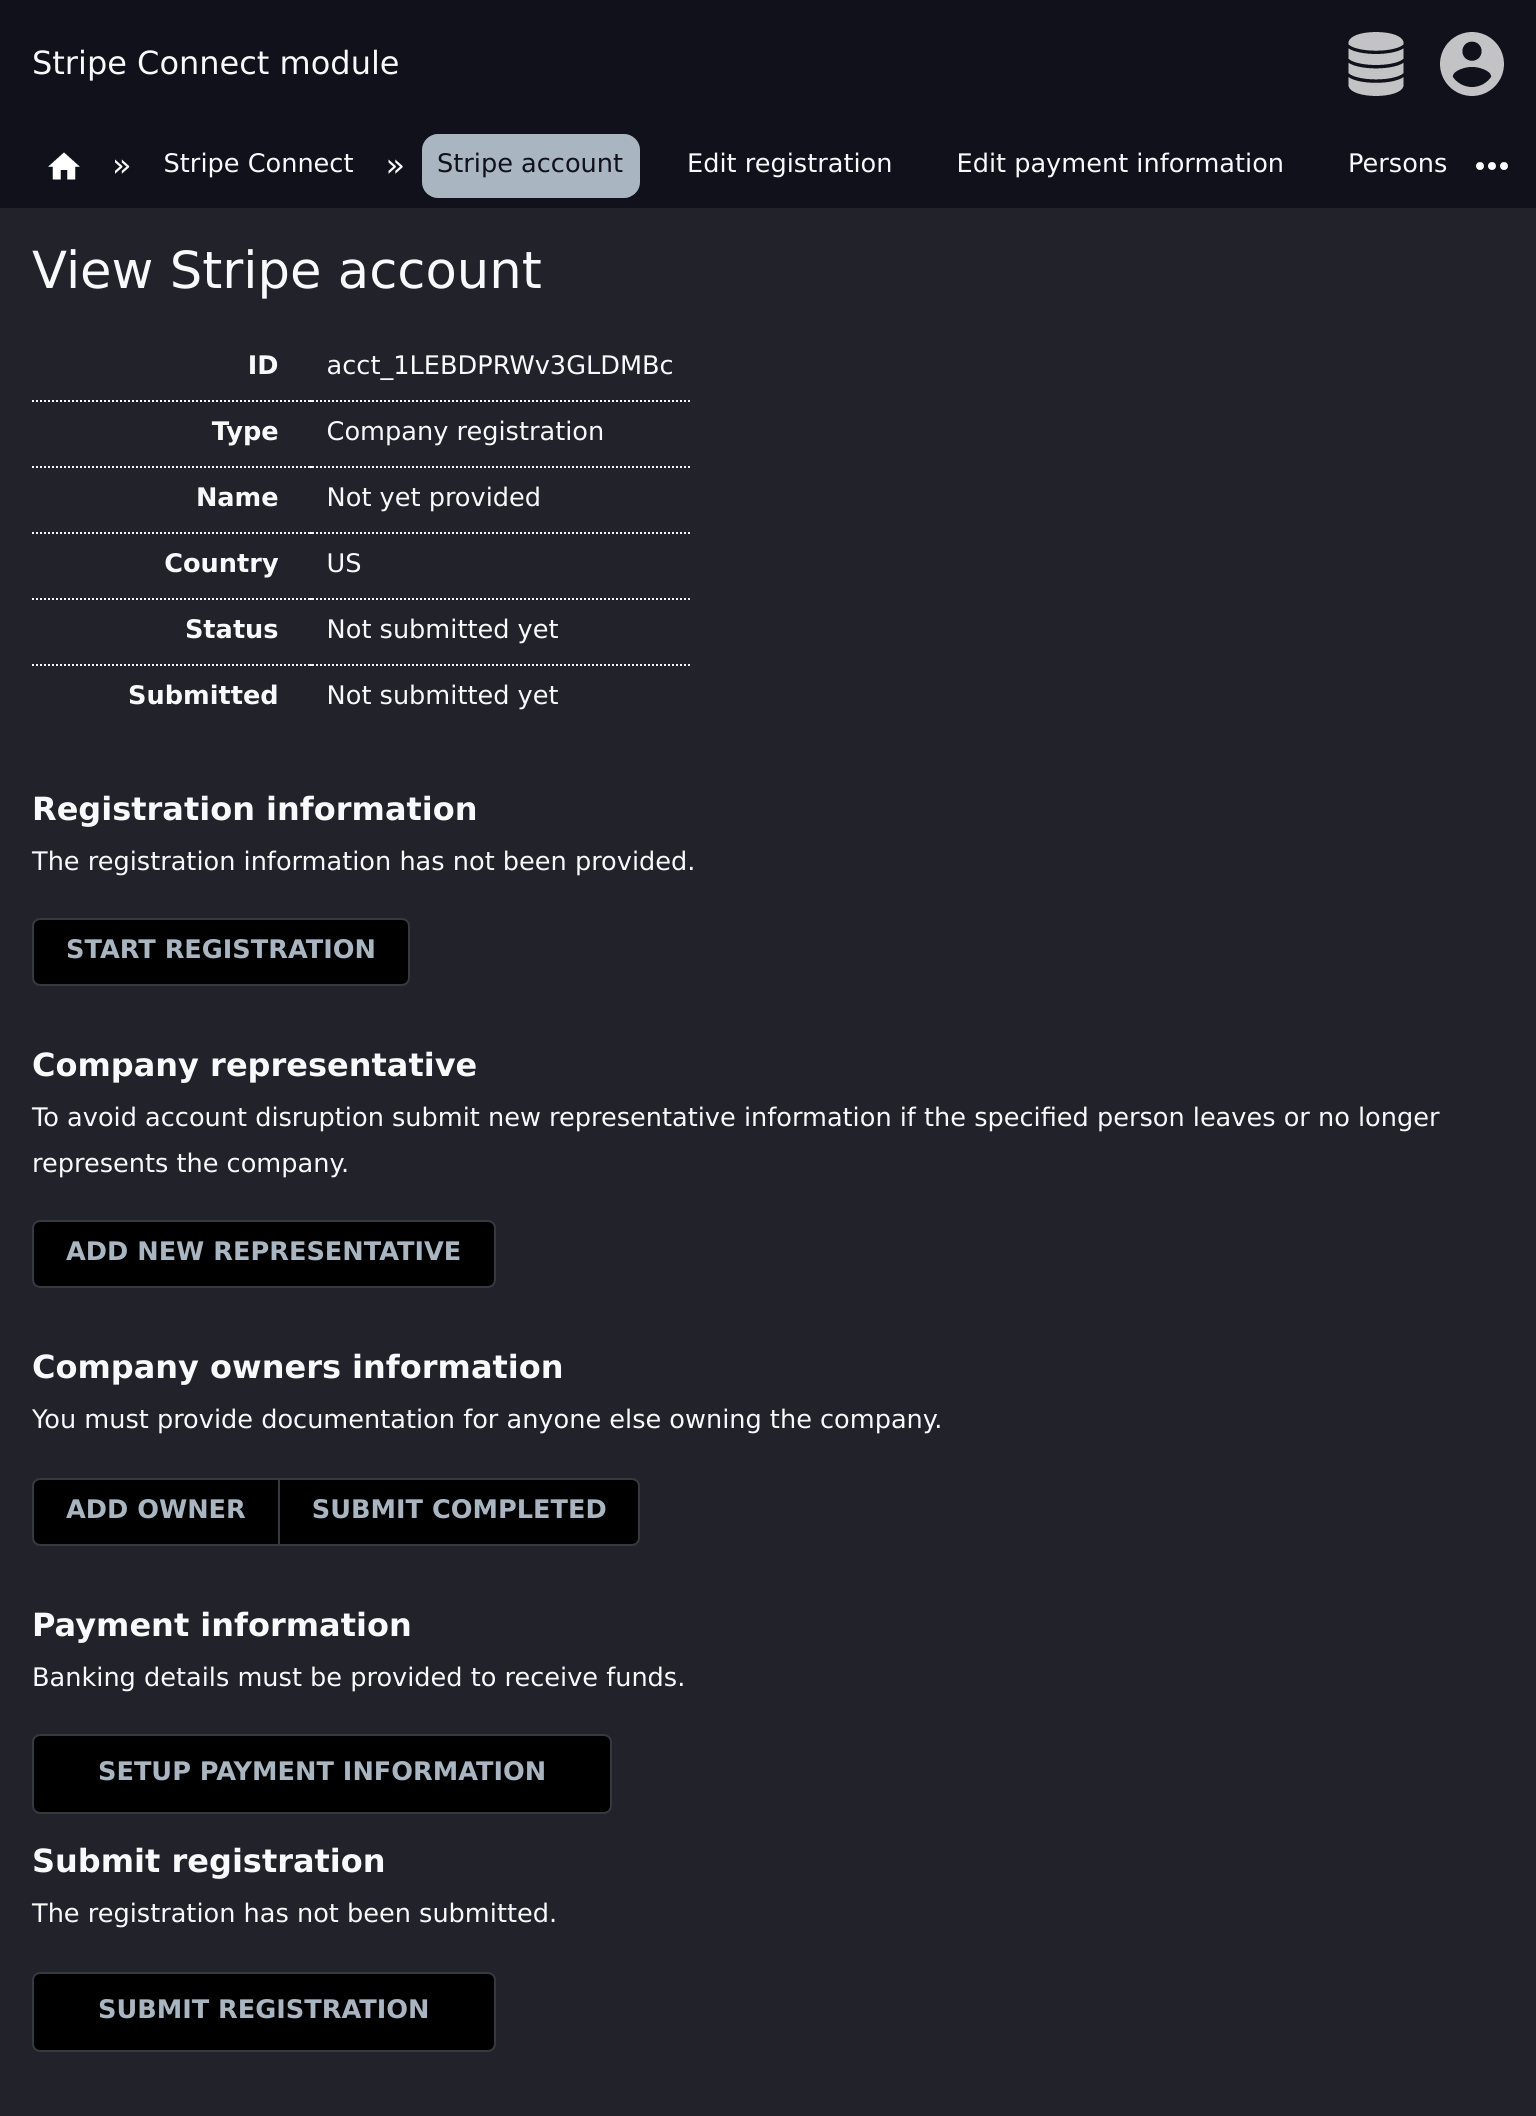 Stripe Connect module
» Stripe Connect » Stripe account Edit registration Edit payment information Persons •••
View Stripe account
ID acct_1LEBDPRWv3GLDMBc
Type Company registration
Name Not yet provided
Country US
Status Not submitted yet
Submitted Not submitted yet
Registration information
The registration information has not been provided.
START REGISTRATION
Company representative
To avoid account disruption submit new representative information if the specified person leaves or no longer
represents the company.
ADD NEW REPRESENTATIVE
Company owners information
You must provide documentation for anyone else owning the company.
ADD OWNER SUBMIT COMPLETED
Payment information
Banking details must be provided to receive funds.
SETUP PAYMENT INFORMATION
Submit registration
The registration has not been submitted.
SUBMIT REGISTRATION